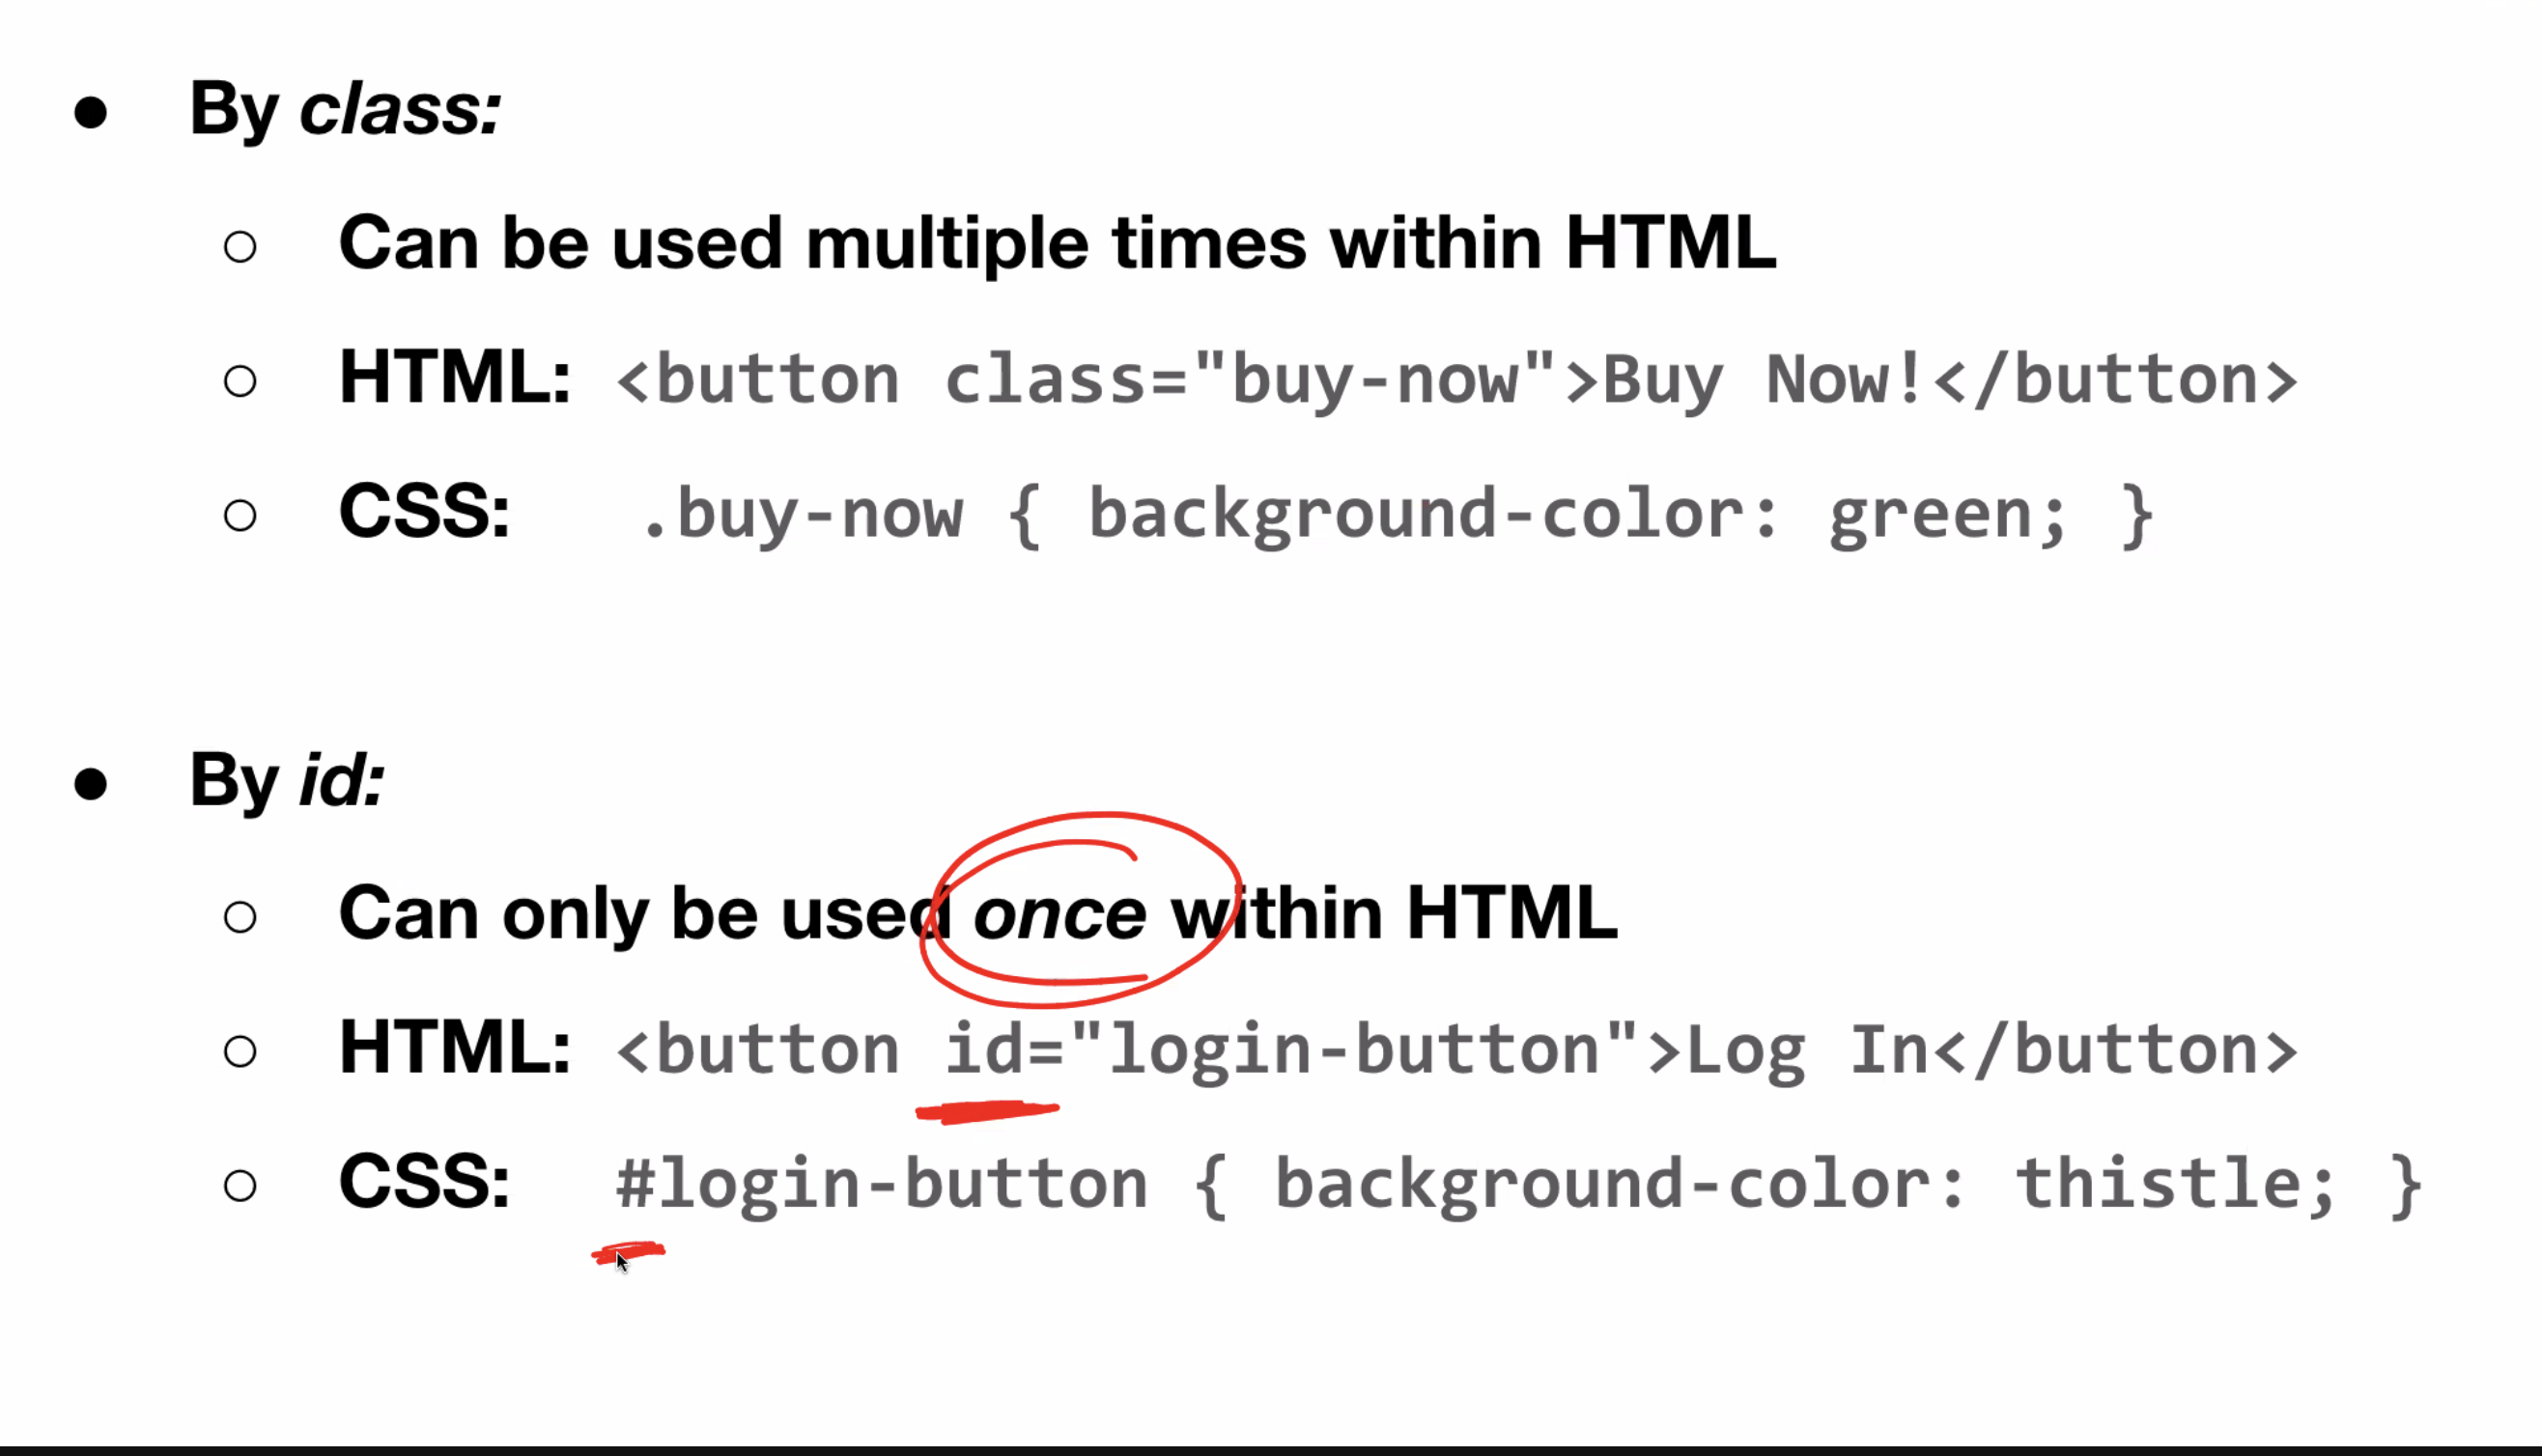 ● By class:
○ Can be used multiple times within HTML
○ HTML: <button class="buy-now">Buy Now!</button>
○ CSS: .buy-now { background-color: green; }
● By id:
○ Can only be used once within HTML
○ HTML: <button id="login-button">Log In</button>
○ CSS: #login-button { background-color: thistle; }